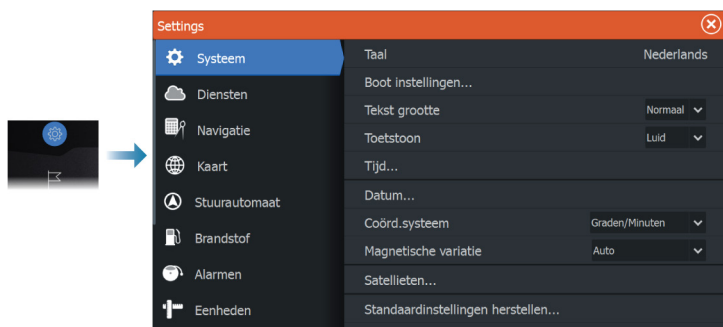 Settings
Systeem
Diensten
Navigatie
Kaart
Stuurautomaat
Brandstof
Alarmen
Eenheden
Taal Nederlands
Boot instellingen...
Tekst grootte Normaal
Toetstoon Luid
Tijd...
Datum...
Coörd.systeem Graden/Minuten
Magnetische variatie Auto
Satellieten...
Standaardinstellingen herstellen...